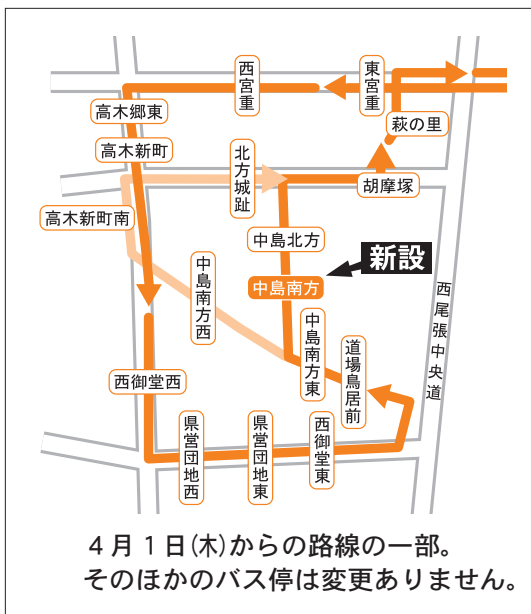 西宮重
東宮重
高木郷東
萩の里
高木新町
北方城址
胡摩塚
高木新町南
中島北方
新設
中島南方
中島南方西
西尾張中央道
中島南方東
道場鳥居前
西御堂西
県営団地西
県営団地東
西御堂東
4月1日(木)からの路線の一部。
そのほかのバス停は変更ありません。